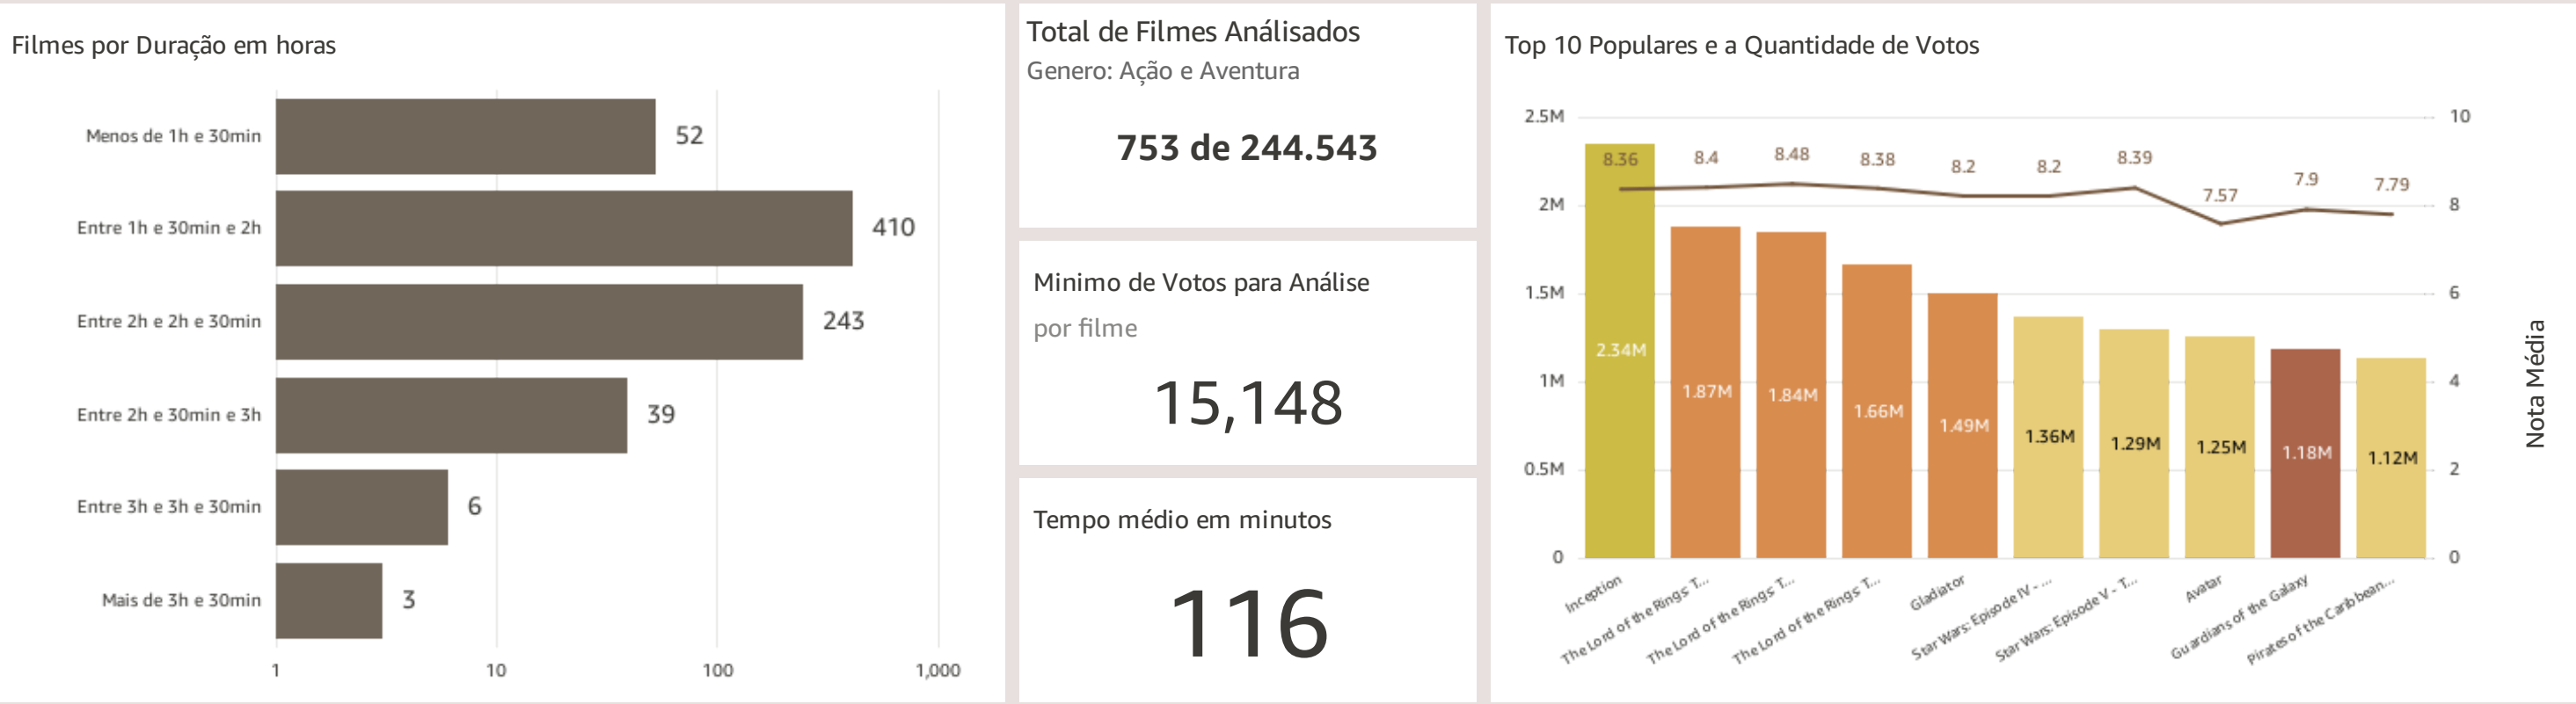 Filmes por Duração em horas
Menos de 1h e 30min
52
Entre 1h e 30min e 2h
410
Entre 2h e 2h e 30min
243
Entre 2h e 30min e 3h
39
Entre 3h e 3h e 30min
6
Mais de 3h e 30min
3
1
10
100
1,000
Total de Filmes Análisados
Genero: Ação e Aventura
753 de 244.543
Minimo de Votos para Análise
por filme
15,148
Tempo médio em minutos
116
Top 10 Populares e a Quantidade de Votos
2.5M
2M
1.5M
1M
0.5M
0
8.36
8.4
8.48
8.38
8.2
8.2
8.39
7.57
7.9
7.79
2.34M
1.87M
1.84M
1.66M
1.49M
1.36M
1.29M
1.25M
1.18M
1.12M
10
8
6
4
2
0
Nota Média
Inception
The Lord of the Rings: T...
The Lord of the Rings: T...
The Lord of the Rings: T...
Gladiator
Star Wars: Episode IV - ...
Star Wars: Episode V - T...
Avatar
Guardians of the Galaxy
Pirates of the Caribbean...